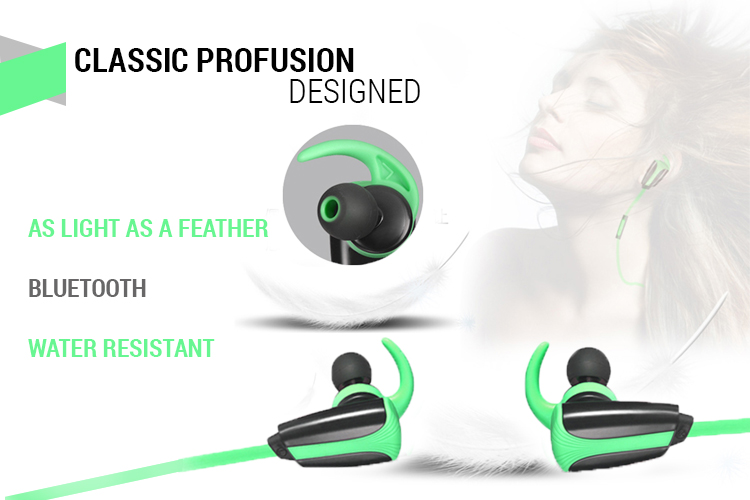 CLASSIC PROFUSION
DESIGNED
AS LIGHT AS A FEATHER
BLUETOOTH
WATER RESISTANT